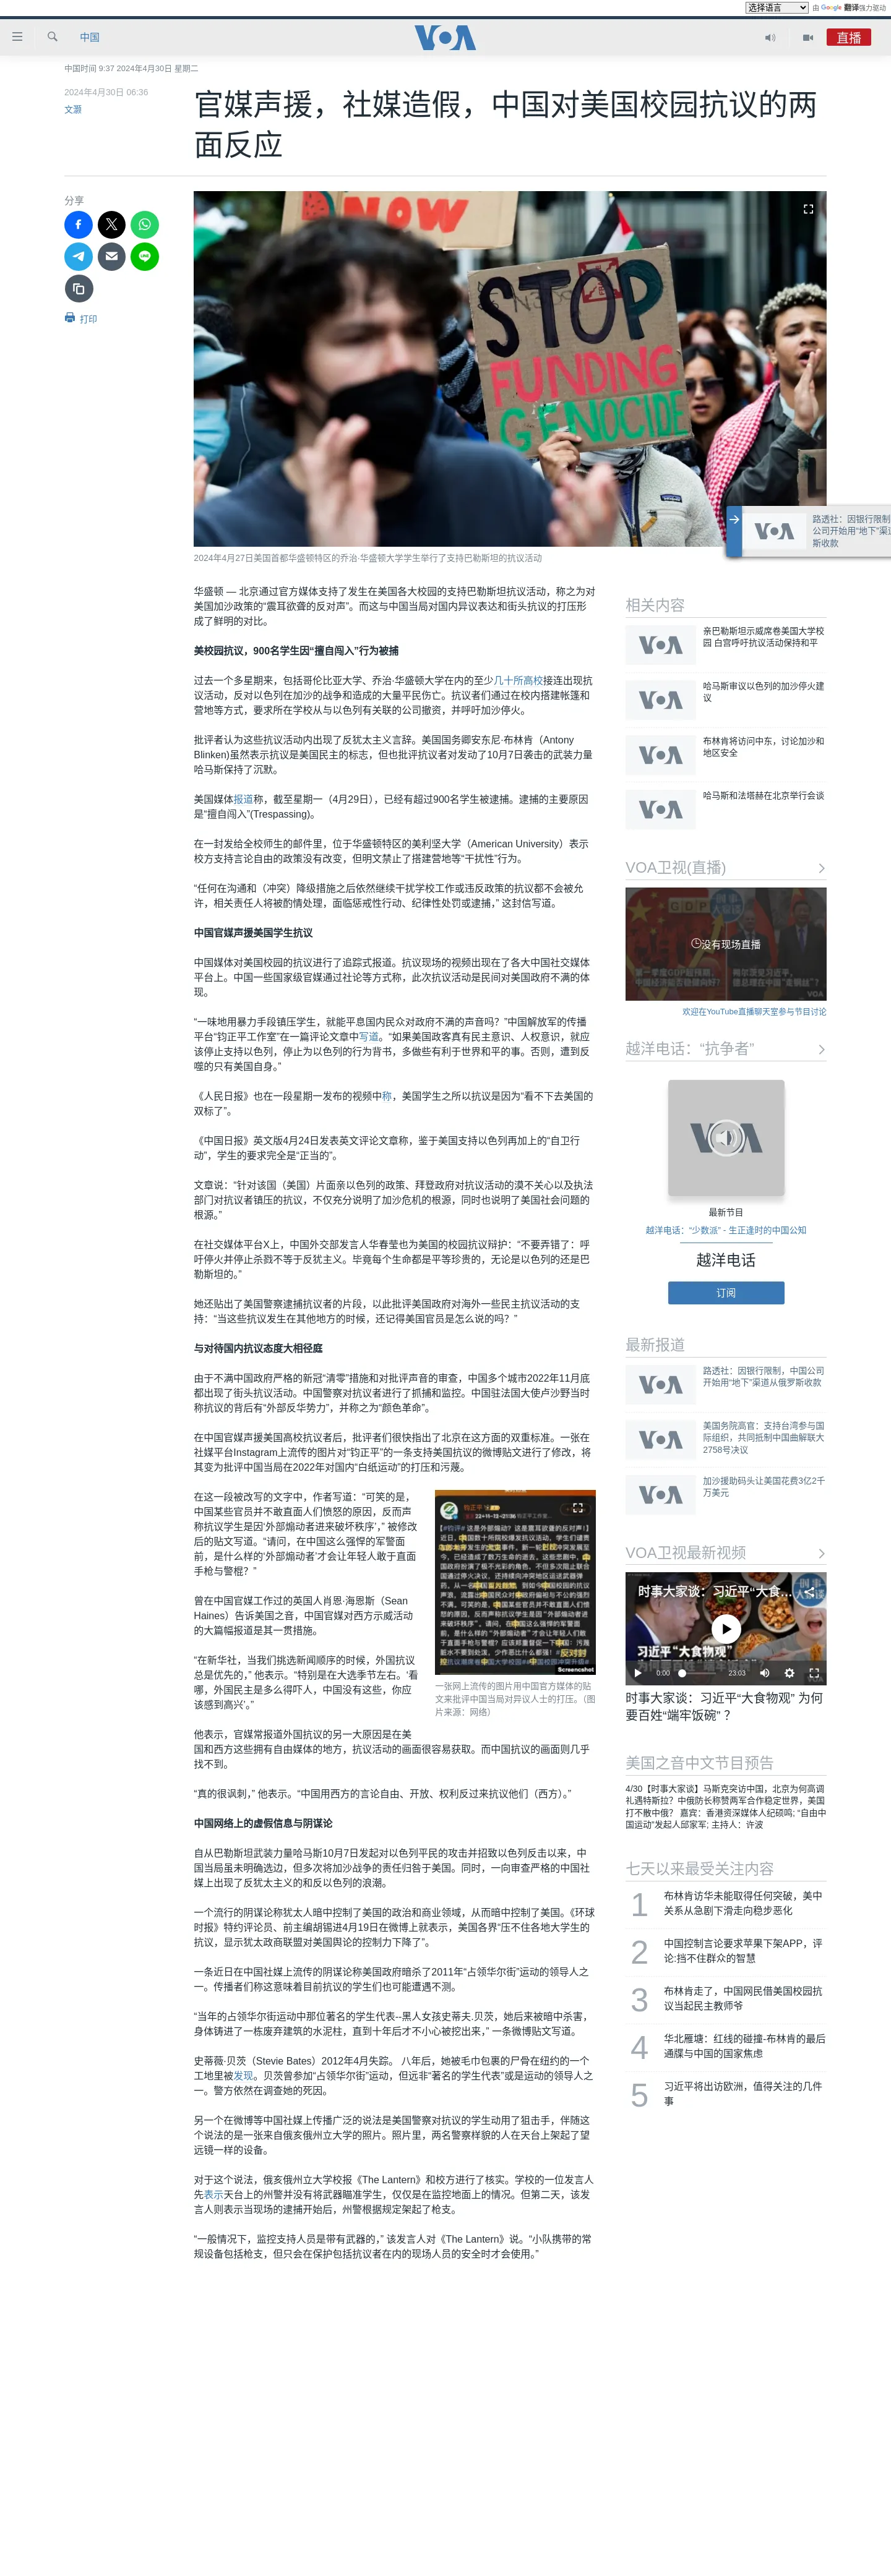 选择语言 由 Google 翻译强力驱动
中国
VOA
直播
中国时间 9:37 2024年4月30日 星期二
2024年4月30日 06:36
文灏
官媒声援，社媒造假，中国对美国校园抗议的两
面反应
分享
打印
NOW
STOP
FUNDING
GENOCIDE
路透社：因银行限制
公司开始用“地下”渠道
斯收款
2024年4月27日美国首都华盛顿特区的乔治·华盛顿大学学生举行了支持巴勒斯坦的抗议活动
华盛顿 — 北京通过官方媒体支持了发生在美国各大校园的支持巴勒斯坦抗议活动，称之为对
美国加沙政策的“震耳欲聋的反对声”。而这与中国当局对国内异议表达和街头抗议的打压形
成了鲜明的对比。
美校园抗议，900名学生因“擅自闯入”行为被捕
过去一个多星期来，包括哥伦比亚大学、乔治·华盛顿大学在内的至少几十所高校接连出现抗
议活动，反对以色列在加沙的战争和造成的大量平民伤亡。抗议者们通过在校内搭建帐篷和
营地等方式，要求所在学校从与以色列有关联的公司撤资，并呼吁加沙停火。
批评者认为这些抗议活动内出现了反犹太主义言辞。美国国务卿安东尼·布林肯（Antony
Blinken)虽然表示抗议是美国民主的标志，但也批评抗议者对发动了10月7日袭击的武装力量
哈马斯保持了沉默。
美国媒体报道称，截至星期一（4月29日），已经有超过900名学生被逮捕。逮捕的主要原因
是“擅自闯入”(Trespassing)。
在一封发给全校师生的邮件里，位于华盛顿特区的美利坚大学（American University）表示
校方支持言论自由的政策没有改变，但明文禁止了搭建营地等“干扰性”行为。
“任何在沟通和（冲突）降级措施之后依然继续干扰学校工作或违反政策的抗议都不会被允
许，相关责任人将被酌情处理，面临惩戒性行动、纪律性处罚或逮捕，” 这封信写道。
中国官媒声援美国学生抗议
中国媒体对美国校园的抗议进行了追踪式报道。抗议现场的视频出现在了各大中国社交媒体
平台上。中国一些国家级官媒通过社论等方式称，此次抗议活动是民间对美国政府不满的体
现。
“一味地用暴力手段镇压学生，就能平息国内民众对政府不满的声音吗？”中国解放军的传播
平台“钧正平工作室”在一篇评论文章中写道。“如果美国政客真有民主意识、人权意识，就应
该停止支持以色列，停止为以色列的行为背书，多做些有利于世界和平的事。否则，遭到反
噬的只有美国自身。”
《人民日报》也在一段星期一发布的视频中称，美国学生之所以抗议是因为“看不下去美国的
双标了”。
《中国日报》英文版4月24日发表英文评论文章称，鉴于美国支持以色列再加上的“自卫行
动”，学生的要求完全是“正当的”。
文章说：“针对该国（美国）片面亲以色列的政策、拜登政府对抗议活动的漠不关心以及执法
部门对抗议者镇压的抗议，不仅充分说明了加沙危机的根源，同时也说明了美国社会问题的
根源。”
在社交媒体平台X上，中国外交部发言人华春莹也为美国的校园抗议辩护：“不要弄错了：呼
吁停火并停止杀戮不等于反犹主义。毕竟每个生命都是平等珍贵的，无论是以色列的还是巴
勒斯坦的。”
她还贴出了美国警察逮捕抗议者的片段，以此批评美国政府对海外一些民主抗议活动的支
持：“当这些抗议发生在其他地方的时候，还记得美国官员是怎么说的吗？”
与对待国内抗议态度大相径庭
由于不满中国政府严格的新冠“清零”措施和对批评声音的审查，中国多个城市2022年11月底
都出现了街头抗议活动。中国警察对抗议者进行了抓捕和监控。中国驻法国大使卢沙野当时
称抗议的背后有“外部反华势力”，并称之为“颜色革命”。
在中国官媒声援美国高校抗议者后，批评者们很快指出了北京在这方面的双重标准。一张在
社媒平台Instagram上流传的图片对“钧正平”的一条支持美国抗议的微博贴文进行了修改，将
其变为批评中国当局在2022年对国内“白纸运动”的打压和污蔑。
在这一段被改写的文字中，作者写道：“可笑的是，
中国某些官员并不敢直面人们愤怒的原因，反而声
称抗议学生是因‘外部煽动者进来破坏秩序’，” 被修改
后的贴文写道。“请问，在中国这么强悍的军警面
前，是什么样的‘外部煽动者’才会让年轻人敢于直面
手枪与警棍？”
Screenshot
一张网上流传的图片用中国官方媒体的贴
文来批评中国当局对异议人士的打压。（图
片来源：网络）
曾在中国官媒工作过的英国人肖恩·海恩斯（Sean
Haines）告诉美国之音，中国官媒对西方示威活动
的大篇幅报道是其一贯措施。
“在新华社，当我们挑选新闻顺序的时候，外国抗议
总是优先的，” 他表示。“特别是在大选季节左右。‘看
哪，外国民主是多么得吓人，中国没有这些，你应
该感到高兴’。”
他表示，官媒常报道外国抗议的另一大原因是在美
国和西方这些拥有自由媒体的地方，抗议活动的画面很容易获取。而中国抗议的画面则几乎
找不到。
“真的很讽刺，” 他表示。“中国用西方的言论自由、开放、权利反过来抗议他们（西方）。”
中国网络上的虚假信息与阴谋论
自从巴勒斯坦武装力量哈马斯10月7日发起对以色列平民的攻击并招致以色列反击以来，中
国当局虽未明确选边，但多次将加沙战争的责任归咎于美国。同时，一向审查严格的中国社
媒上出现了反犹太主义的和反以色列的浪潮。
一个流行的阴谋论称犹太人暗中控制了美国的政治和商业领域，从而暗中控制了美国。《环球
时报》特约评论员、前主编胡锡进4月19日在微博上就表示，美国各界“压不住各地大学生的
抗议，显示犹太政商联盟对美国舆论的控制力下降了”。
一条近日在中国社媒上流传的阴谋论称美国政府暗杀了2011年“占领华尔街”运动的领导人之
一。传播者们称这意味着目前抗议的学生们也可能遭遇不测。
“当年的占领华尔街运动中那位著名的学生代表--黑人女孩史蒂夫.贝茨，她后来被暗中杀害，
身体铸进了一栋废弃建筑的水泥柱，直到十年后才不小心被挖出来，” 一条微博贴文写道。
史蒂薇·贝茨（Stevie Bates）2012年4月失踪。 八年后，她被毛巾包裹的尸骨在纽约的一个
工地里被发现。贝茨曾参加“占领华尔街”运动，但远非“著名的学生代表”或是运动的领导人之
一。警方依然在调查她的死因。
另一个在微博等中国社媒上传播广泛的说法是美国警察对抗议的学生动用了狙击手，伴随这
个说法的是一张来自俄亥俄州立大学的照片。照片里，两名警察样貌的人在天台上架起了望
远镜一样的设备。
对于这个说法，俄亥俄州立大学校报《The Lantern》和校方进行了核实。学校的一位发言人
先表示天台上的州警并没有将武器瞄准学生，仅仅是在监控地面上的情况。但第二天，该发
言人则表示当现场的逮捕开始后，州警根据规定架起了枪支。
“一般情况下，监控支持人员是带有武器的，” 该发言人对《The Lantern》说。“小队携带的常
规设备包括枪支，但只会在保护包括抗议者在内的现场人员的安全时才会使用。”
相关内容
亲巴勒斯坦示威席卷美国大学校
园 白宫呼吁抗议活动保持和平
哈马斯审议以色列的加沙停火建
议
布林肯将访问中东，讨论加沙和
地区安全
哈马斯和法塔赫在北京举行会谈
VOA卫视(直播)
没有现场直播
欢迎在YouTube直播聊天室参与节目讨论
越洋电话：“抗争者”
最新节目
越洋电话：“少数派” - 生正逢时的中国公知
越洋电话
订阅
最新报道
路透社：因银行限制，中国公司
开始用“地下”渠道从俄罗斯收款
美国务院高官：支持台湾参与国
际组织，共同抵制中国曲解联大
2758号决议
加沙援助码头让美国花费3亿2千
万美元
VOA卫视最新视频
时事大家谈：习近平“大食...
习近平“大食物观”
0:00 23:03
时事大家谈：习近平“大食物观” 为何
要百姓“端牢饭碗”？
美国之音中文节目预告
4/30【时事大家谈】马斯克突访中国，北京为何高调
礼遇特斯拉？中俄防长称赞两军合作稳定世界，美国
打不散中俄？ 嘉宾：香港资深媒体人纪硕鸣; “自由中
国运动”发起人邱家军; 主持人：许波
七天以来最受关注内容
1 布林肯访华未能取得任何突破，美中
关系从急剧下滑走向稳步恶化
2 中国控制言论要求苹果下架APP，评
论:挡不住群众的智慧
3 布林肯走了，中国网民借美国校园抗
议当起民主教师爷
4 华北雁塘：红线的碰撞-布林肯的最后
通牒与中国的国家焦虑
5 习近平将出访欧洲，值得关注的几件
事